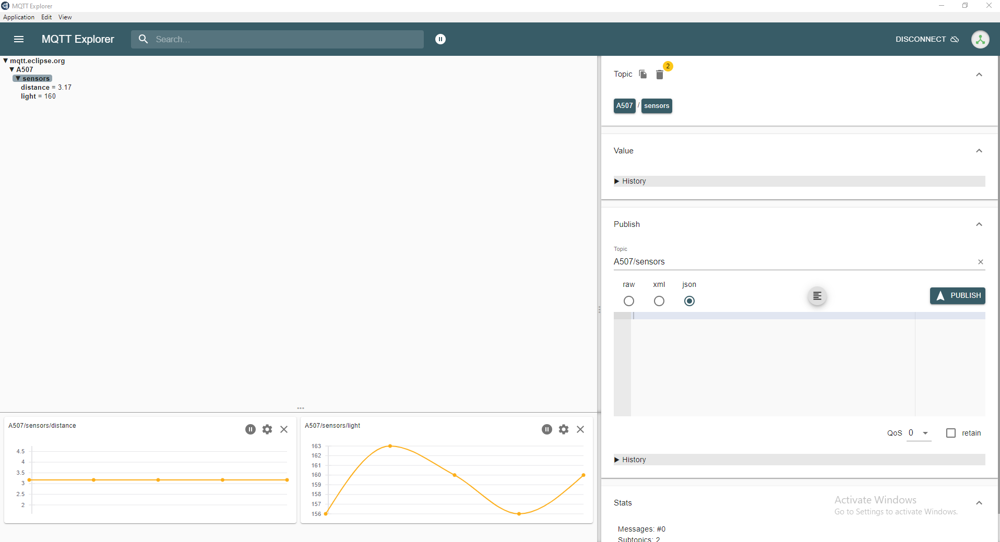 MQTT Explorer
Application Edit View
MQTT Explorer Search... DISCONNECT
▼ mqtt.eclipse.org
▼ A507
▼ sensors
distance = 3.17
light = 160
Topic 2
A507 / sensors
Value
▶ History
Publish
Topic
A507/sensors
raw xml json
PUBLISH
QoS 0 retain
▶ History
Stats
Messages: #0
Subtopics: 2
Activate Windows
Go to Settings to activate Windows.
A507/sensors/distance
4.5
4
3.5
3
2.5
2
A507/sensors/light
163
162
161
160
159
158
157
156